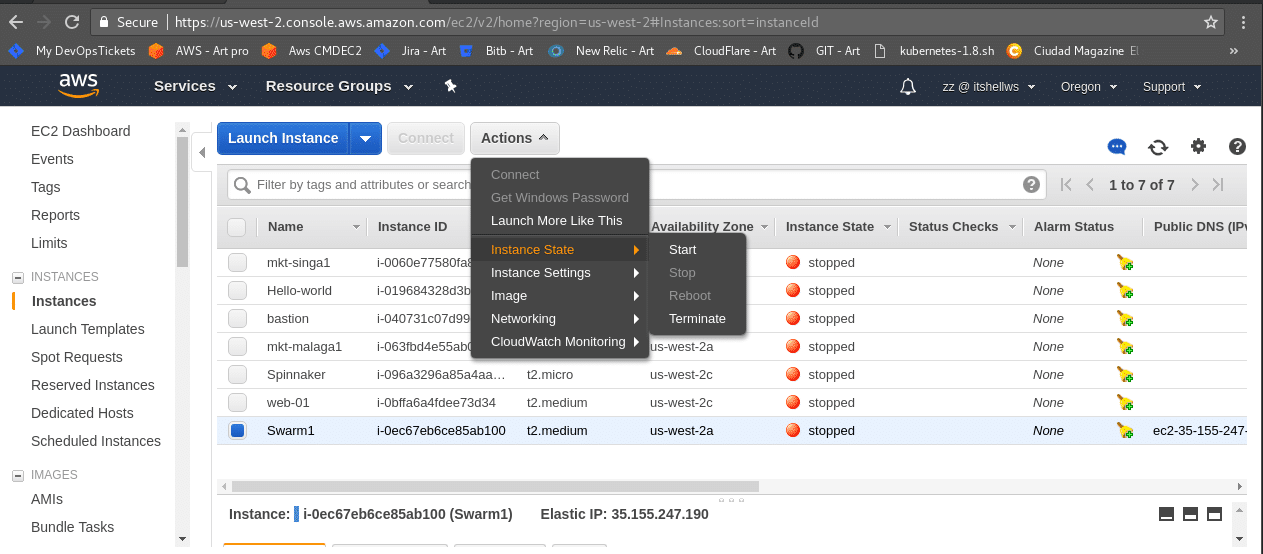 Secure https://us-west-2.console.aws.amazon.com/ec2/v2/home?region=us-west-2#Instances:sort=instanceId
My DevOpsTickets AWS - Art pro Aws CMDEC2 Jira - Art Bitb - Art New Relic - Art CloudFlare - Art GIT - Art kubernetes-1.8.sh Ciudad Magazine El »
aws Services Resource Groups zz @ itshellws Oregon Support
EC2 Dashboard
Events
Tags
Reports
Limits
INSTANCES
Instances
Launch Templates
Spot Requests
Reserved Instances
Dedicated Hosts
Scheduled Instances
IMAGES
AMIs
Bundle Tasks
Launch Instance Connect Actions
Connect
Get Windows Password
Launch More Like This
Instance State
Instance Settings
Image
Networking
CloudWatch Monitoring
Start
Stop
Reboot
Terminate
Filter by tags and attributes or search 1 to 7 of 7
Name Instance ID Availability Zone Instance State Status Checks Alarm Status Public DNS (IPv
mkt-singa1 i-0060e77580fa8 stopped None
Hello-world i-019684328d3b stopped None
bastion i-040731c07d99 stopped None
mkt-malaga1 i-063fbd4e55ab0 us-west-2a stopped None
Spinnaker i-096a3296a85a4aa... t2.micro us-west-2c stopped None
web-01 i-0bffa6a4fdee73d34 t2.medium us-west-2c stopped None
Swarm1 i-0ec67eb6ce85ab100 t2.medium us-west-2a stopped None ec2-35-155-247-
Instance: i-0ec67eb6ce85ab100 (Swarm1) Elastic IP: 35.155.247.190